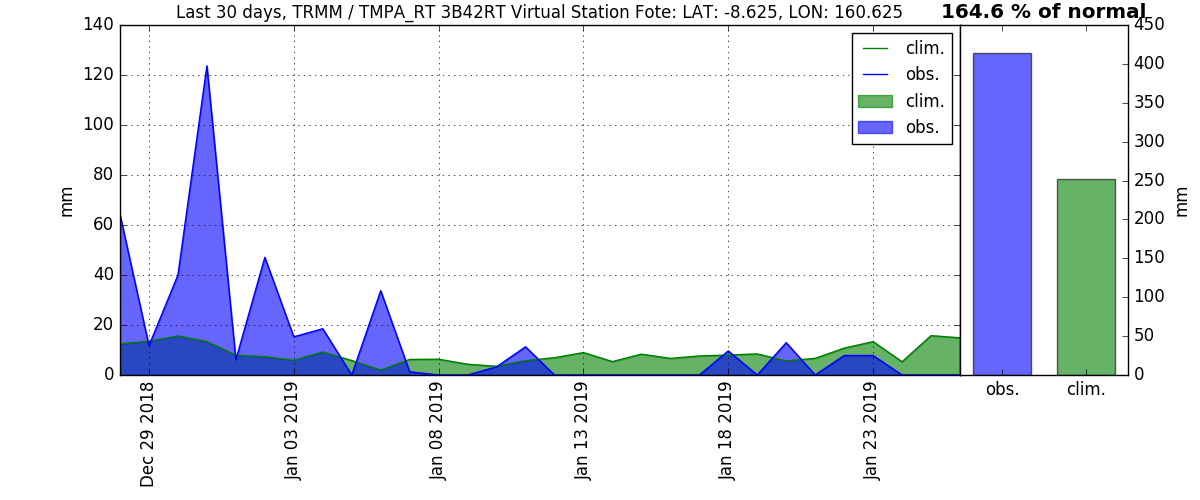 Last 30 days, TRMM / TMPA_RT 3B42RT Virtual Station Fote: LAT: -8.625, LON: 160.625
164.6 % of normal
140
120
100
80
60
40
20
0
mm
clim.
obs.
clim.
obs.
450
400
350
300
250
200
150
100
50
0
mm
Dec 29 2018
Jan 03 2019
Jan 08 2019
Jan 13 2019
Jan 18 2019
Jan 23 2019
obs.
clim.